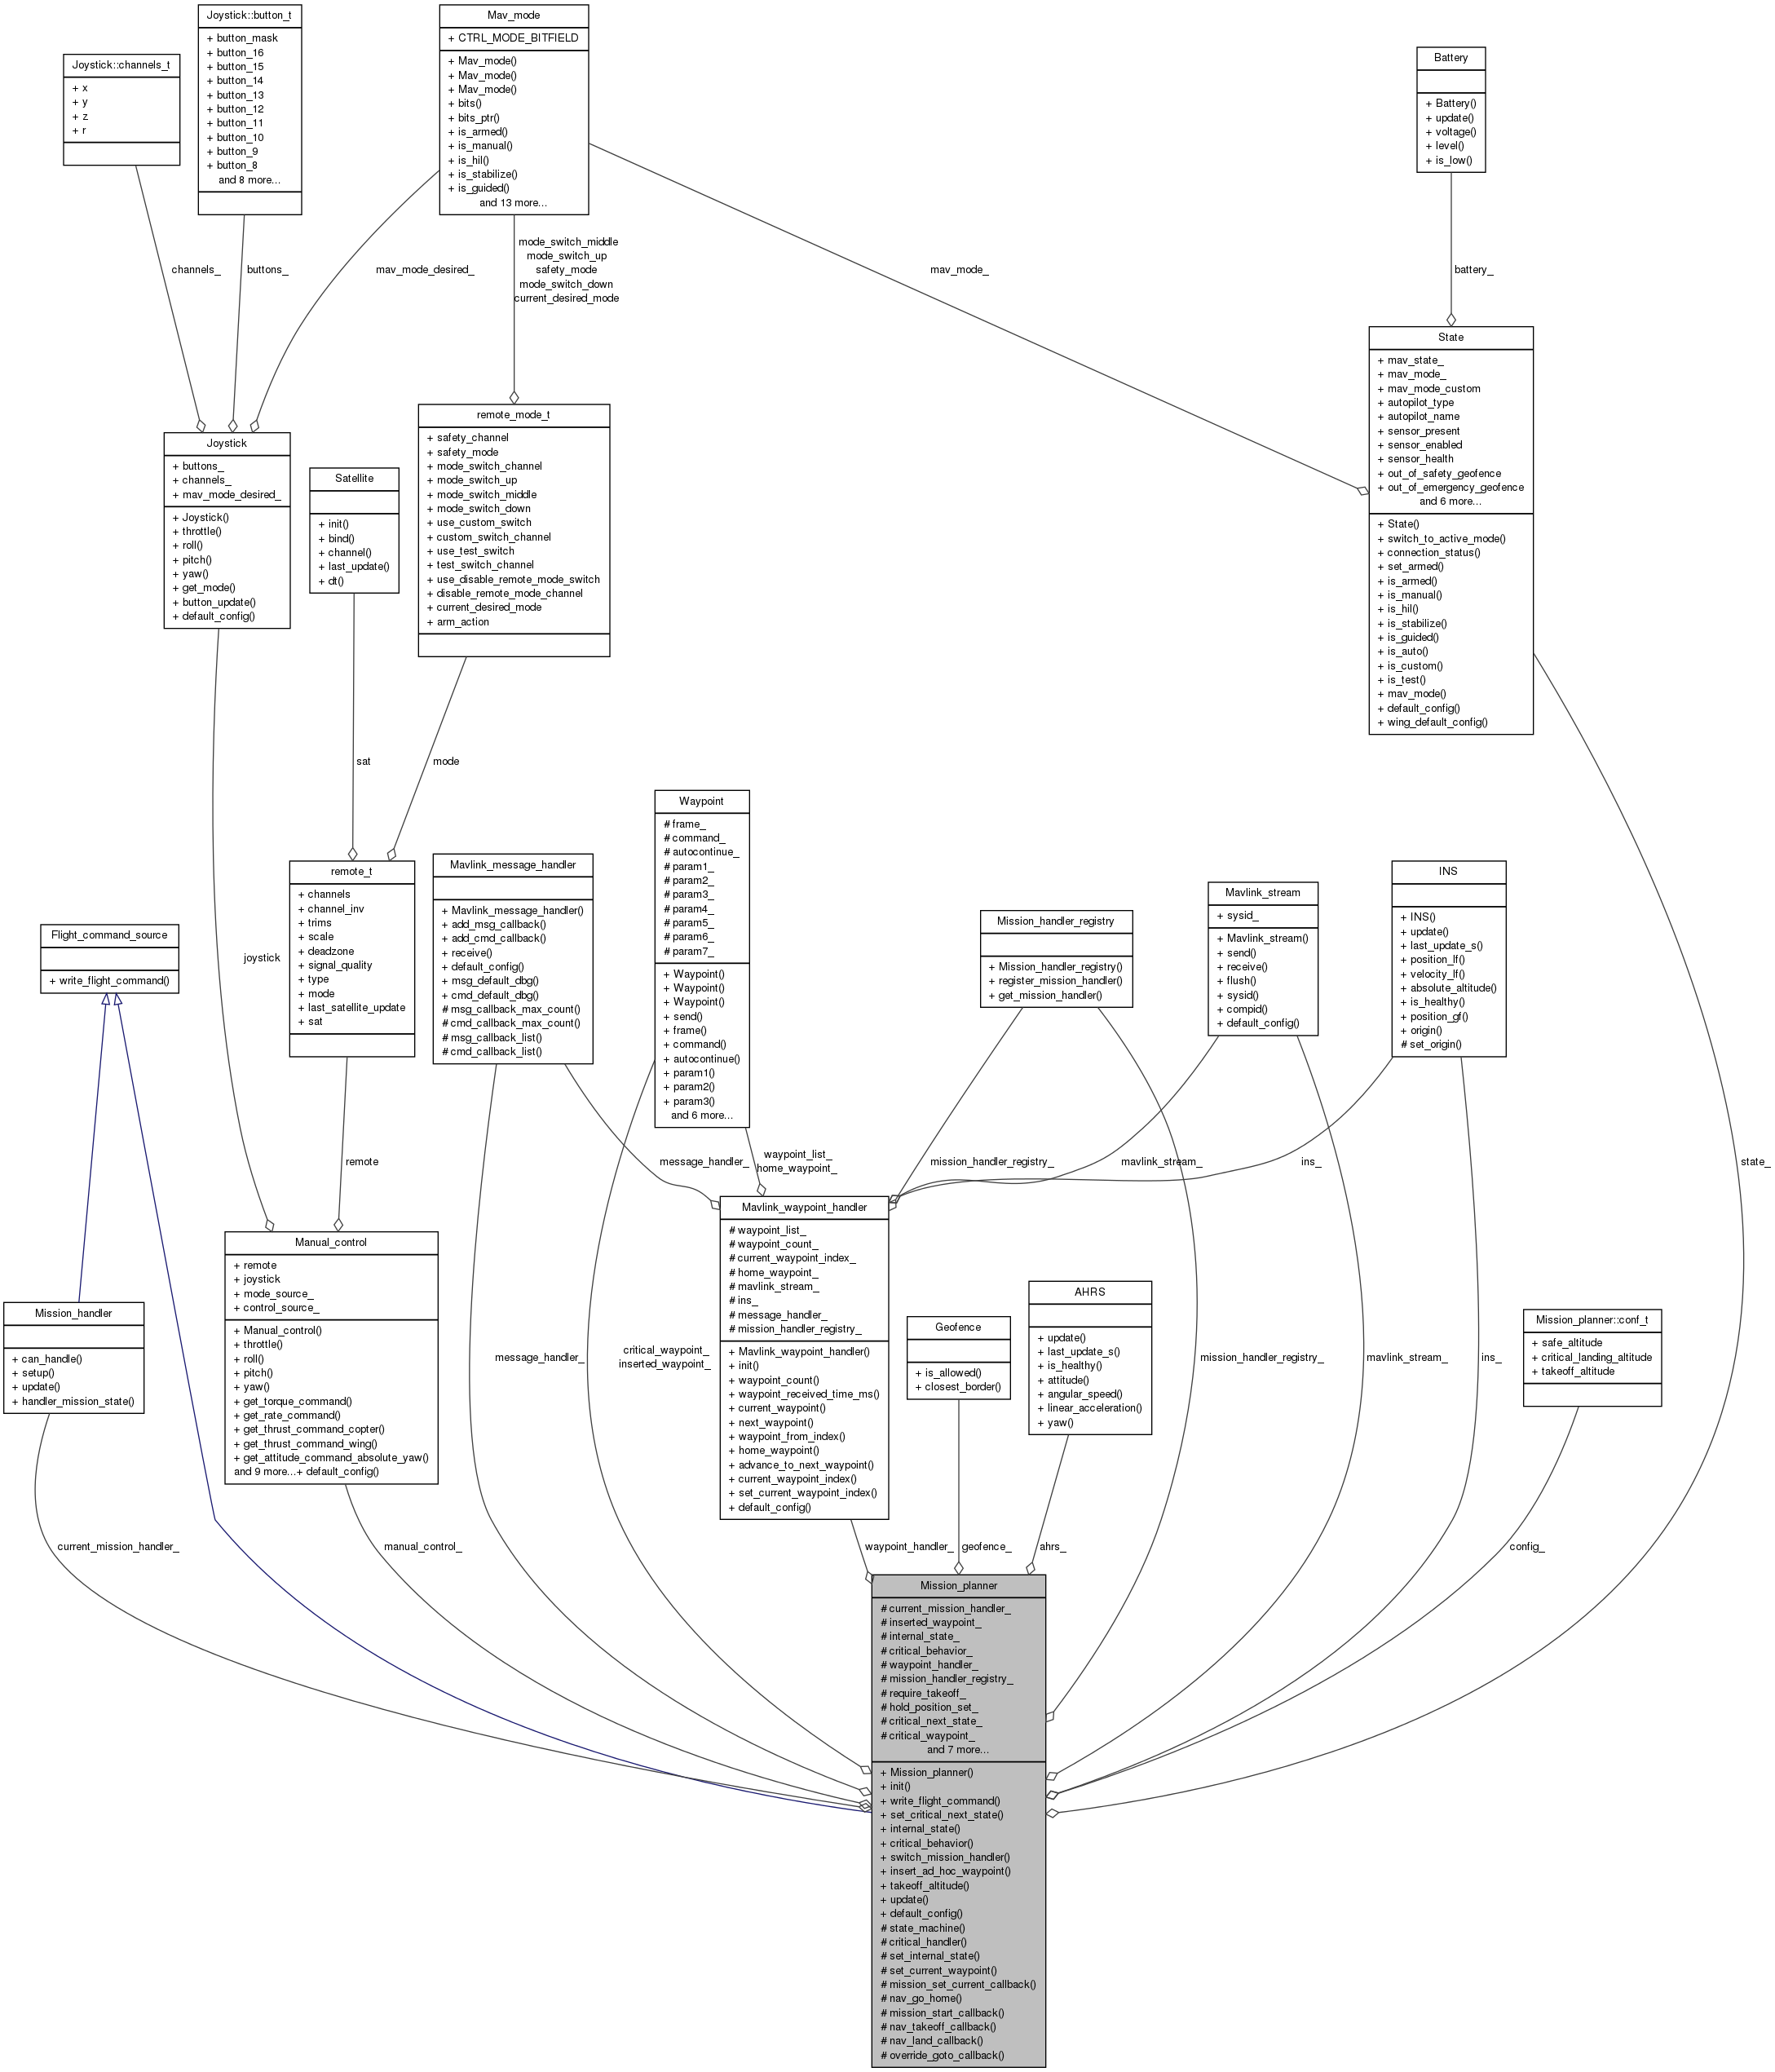 Joystick::button_t
+ button_mask
+ button_16
+ button_15
+ button_14
+ button_13
+ button_12
+ button_11
+ button_10
+ button_9
+ button_8
and 8 more...
Mav_mode
+ CTRL_MODE_BITFIELD
+ Mav_mode()
+ Mav_mode()
+ Mav_mode()
+ bits()
+ bits_ptr()
+ is_armed()
+ is_manual()
+ is_hil()
+ is_stabilize()
+ is_guided()
and 13 more...
Joystick::channels_t
+ x
+ y
+ z
+ r
Battery
+ Battery()
+ update()
+ voltage()
+ level()
+ is_low()
channels_
buttons_
mav_mode_desired_
mode_switch_middle
mode_switch_up
safety_mode
mode_switch_down
current_desired_mode
mav_mode_
battery_
State
+ mav_state_
+ mav_mode_
+ mav_mode_custom
+ autopilot_type
+ autopilot_name
+ sensor_present
+ sensor_enabled
+ sensor_health
+ out_of_safety_geofence
+ out_of_emergency_geofence
and 6 more...
+ State()
+ switch_to_active_mode()
+ connection_status()
+ set_armed()
+ is_armed()
+ is_manual()
+ is_hil()
+ is_stabilize()
+ is_guided()
+ is_auto()
+ is_custom()
+ is_test()
+ mav_mode()
+ default_config()
+ wing_default_config()
remote_mode_t
+ safety_channel
+ safety_mode
+ mode_switch_channel
+ mode_switch_up
+ mode_switch_middle
+ mode_switch_down
+ use_custom_switch
+ custom_switch_channel
+ use_test_switch
+ test_switch_channel
+ use_disable_remote_mode_switch
+ disable_remote_mode_channel
+ current_desired_mode
+ arm_action
Joystick
+ buttons_
+ channels_
+ mav_mode_desired_
+ Joystick()
+ throttle()
+ roll()
+ pitch()
+ yaw()
+ get_mode()
+ button_update()
+ default_config()
Satellite
+ init()
+ bind()
+ channel()
+ last_update()
+ dt()
sat
mode
Waypoint
# frame_
# command_
# autocontinue_
# param1_
# param2_
# param3_
# param4_
# param5_
# param6_
# param7_
+ Waypoint()
+ Waypoint()
+ Waypoint()
+ send()
+ frame()
+ command()
+ autocontinue()
+ param1()
+ param2()
+ param3()
and 6 more...
Mavlink_message_handler
+ Mavlink_message_handler()
+ add_msg_callback()
+ add_cmd_callback()
+ receive()
+ default_config()
+ msg_default_dbg()
+ cmd_default_dbg()
# msg_callback_max_count()
# cmd_callback_max_count()
# msg_callback_list()
# cmd_callback_list()
remote_t
+ channels
+ channel_inv
+ trims
+ scale
+ deadzone
+ signal_quality
+ type
+ mode
+ last_satellite_update
+ sat
INS
+ INS()
+ update()
+ last_update_s()
+ position_lf()
+ velocity_lf()
+ absolute_altitude()
+ is_healthy()
+ position_gf()
+ origin()
# set_origin()
Mavlink_stream
+ sysid_
+ Mavlink_stream()
+ send()
+ receive()
+ flush()
+ sysid()
+ compid()
+ default_config()
Mission_handler_registry
+ Mission_handler_registry()
+ register_mission_handler()
+ get_mission_handler()
Flight_command_source
+ write_flight_command()
joystick
remote
message_handler_
waypoint_list_
home_waypoint_
mission_handler_registry_
mavlink_stream_
ins_
state_
Mavlink_waypoint_handler
# waypoint_list_
# waypoint_count_
# current_waypoint_index_
# home_waypoint_
# mavlink_stream_
# ins_
# message_handler_
# mission_handler_registry_
+ Mavlink_waypoint_handler()
+ init()
+ waypoint_count()
+ waypoint_received_time_ms()
+ current_waypoint()
+ next_waypoint()
+ waypoint_from_index()
+ home_waypoint()
+ advance_to_next_waypoint()
+ current_waypoint_index()
+ set_current_waypoint_index()
+ default_config()
Manual_control
+ remote
+ joystick
+ mode_source_
+ control_source_
+ Manual_control()
+ throttle()
+ roll()
+ pitch()
+ yaw()
+ get_torque_command()
+ get_rate_command()
+ get_thrust_command_copter()
+ get_thrust_command_wing()
+ get_attitude_command_absolute_yaw()
and 9 more...+ default_config()
Mission_handler
+ can_handle()
+ setup()
+ update()
+ handler_mission_state()
Geofence
+ is_allowed()
+ closest_border()
AHRS
+ update()
+ last_update_s()
+ is_healthy()
+ attitude()
+ angular_speed()
+ linear_acceleration()
+ yaw()
Mission_planner::conf_t
+ safe_altitude
+ critical_landing_altitude
+ takeoff_altitude
message_handler_
critical_waypoint_
inserted_waypoint_
mission_handler_registry_
mavlink_stream_
ins_
current_mission_handler_
manual_control_
waypoint_handler_
geofence_
ahrs_
config_
Mission_planner
# current_mission_handler_
# inserted_waypoint_
# internal_state_
# critical_behavior_
# waypoint_handler_
# mission_handler_registry_
# require_takeoff_
# hold_position_set_
# critical_next_state_
# critical_waypoint_
and 7 more...
+ Mission_planner()
+ init()
+ write_flight_command()
+ set_critical_next_state()
+ internal_state()
+ critical_behavior()
+ switch_mission_handler()
+ insert_ad_hoc_waypoint()
+ takeoff_altitude()
+ update()
+ default_config()
# state_machine()
# critical_handler()
# set_internal_state()
# set_current_waypoint()
# mission_set_current_callback()
# nav_go_home()
# mission_start_callback()
# nav_takeoff_callback()
# nav_land_callback()
# override_goto_callback()